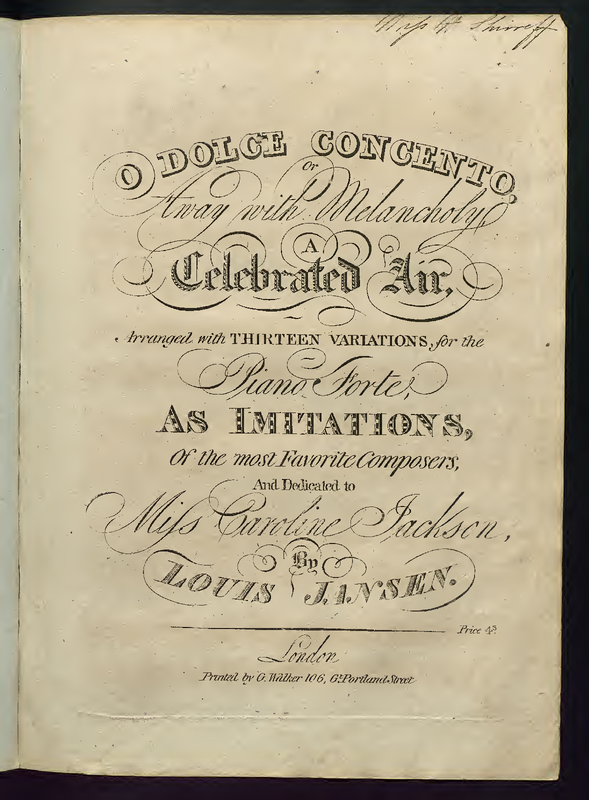 Miss H Shirreff
O DOLCE CONCENTO,
Or
Away with Melancholy
A
Celebrated Air,
Arranged with THIRTEEN VARIATIONS, for the
Piano Forte,
AS IMITATIONS,
Of the most Favorite Composers,
And Dedicated to
Miſs Caroline Jackson,
By
LOUIS JANSEN.
Price 4s.
London
Printed by G. Walker 106, Gt. Portland Street